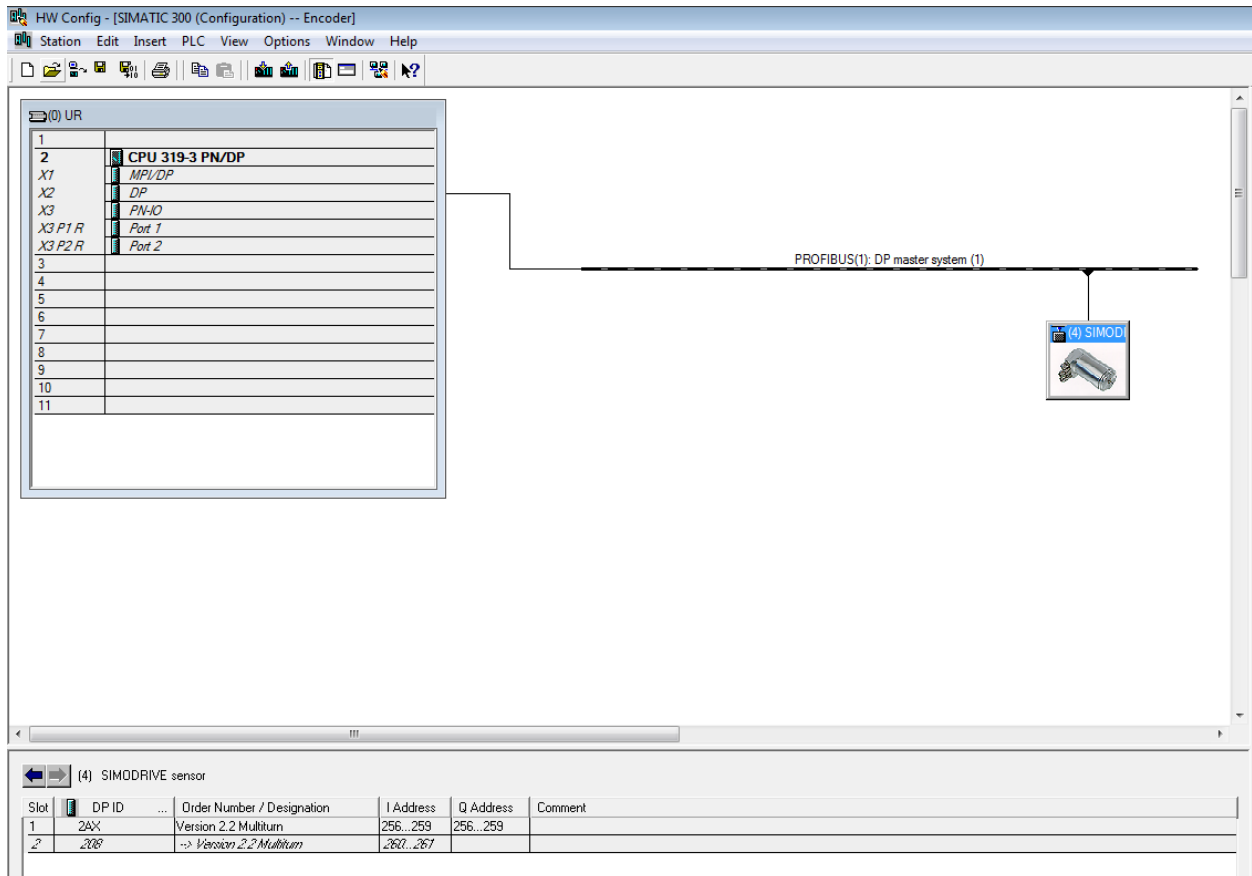 HW Config - [SIMATIC 300 (Configuration) -- Encoder]
Station Edit Insert PLC View Options Window Help
(0) UR
1
2 CPU 319-3 PN/DP
X1 MPI/DP
X2 DP
X3 PN-IO
X3 P1 R Port 1
X3 P2 R Port 2
3
4
5
6
7
8
9
10
11
PROFIBUS(1): DP master system (1)
(4) SIMODI
(4) SIMODRIVE sensor
Slot DP ID ... Order Number / Designation I Address Q Address Comment
1 2AX Version 2.2 Multiturn 256...259 256...259
2 208 --> Version 2.2 Multiturn 260...261